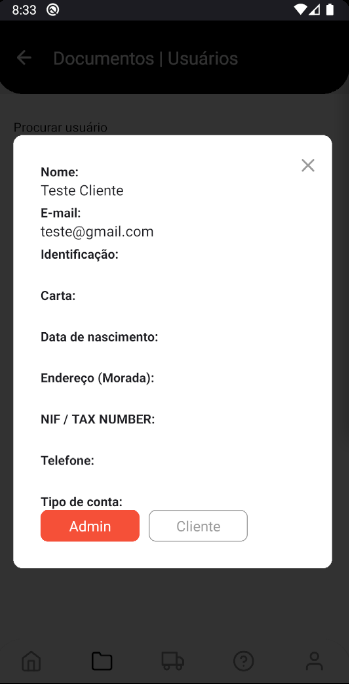 8:33
Documentos | Usuários
Procurar usuário
Nome:
Teste Cliente
E-mail:
teste@gmail.com
Identificação:
Carta:
Data de nascimento:
Endereço (Morada):
NIF / TAX NUMBER:
Telefone:
Tipo de conta:
Admin Cliente